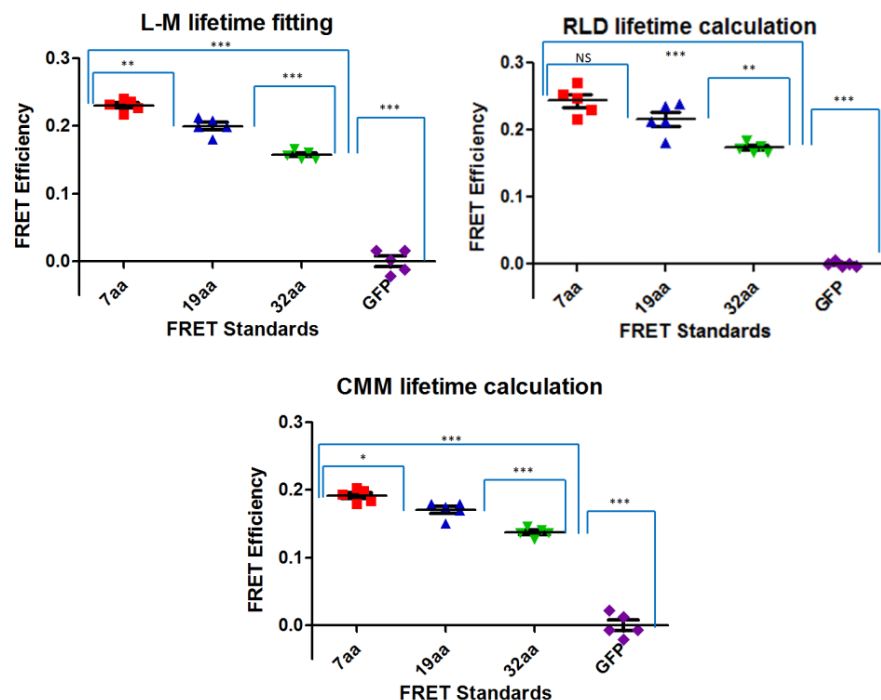 L-M lifetime fitting
***
**
***
***
0.3
0.2
0.1
0.0
FRET Efficiency
7aa
19aa
32aa
GFP
FRET Standards
RLD lifetime calculation
NS
***
**
***
0.3
0.2
0.1
0.0
FRET Efficiency
7aa
19aa
32aa
GFP
FRET Standards
CMM lifetime calculation
***
*
***
***
0.3
0.2
0.1
0.0
FRET Efficiency
7aa
19aa
32aa
GFP
FRET Standards